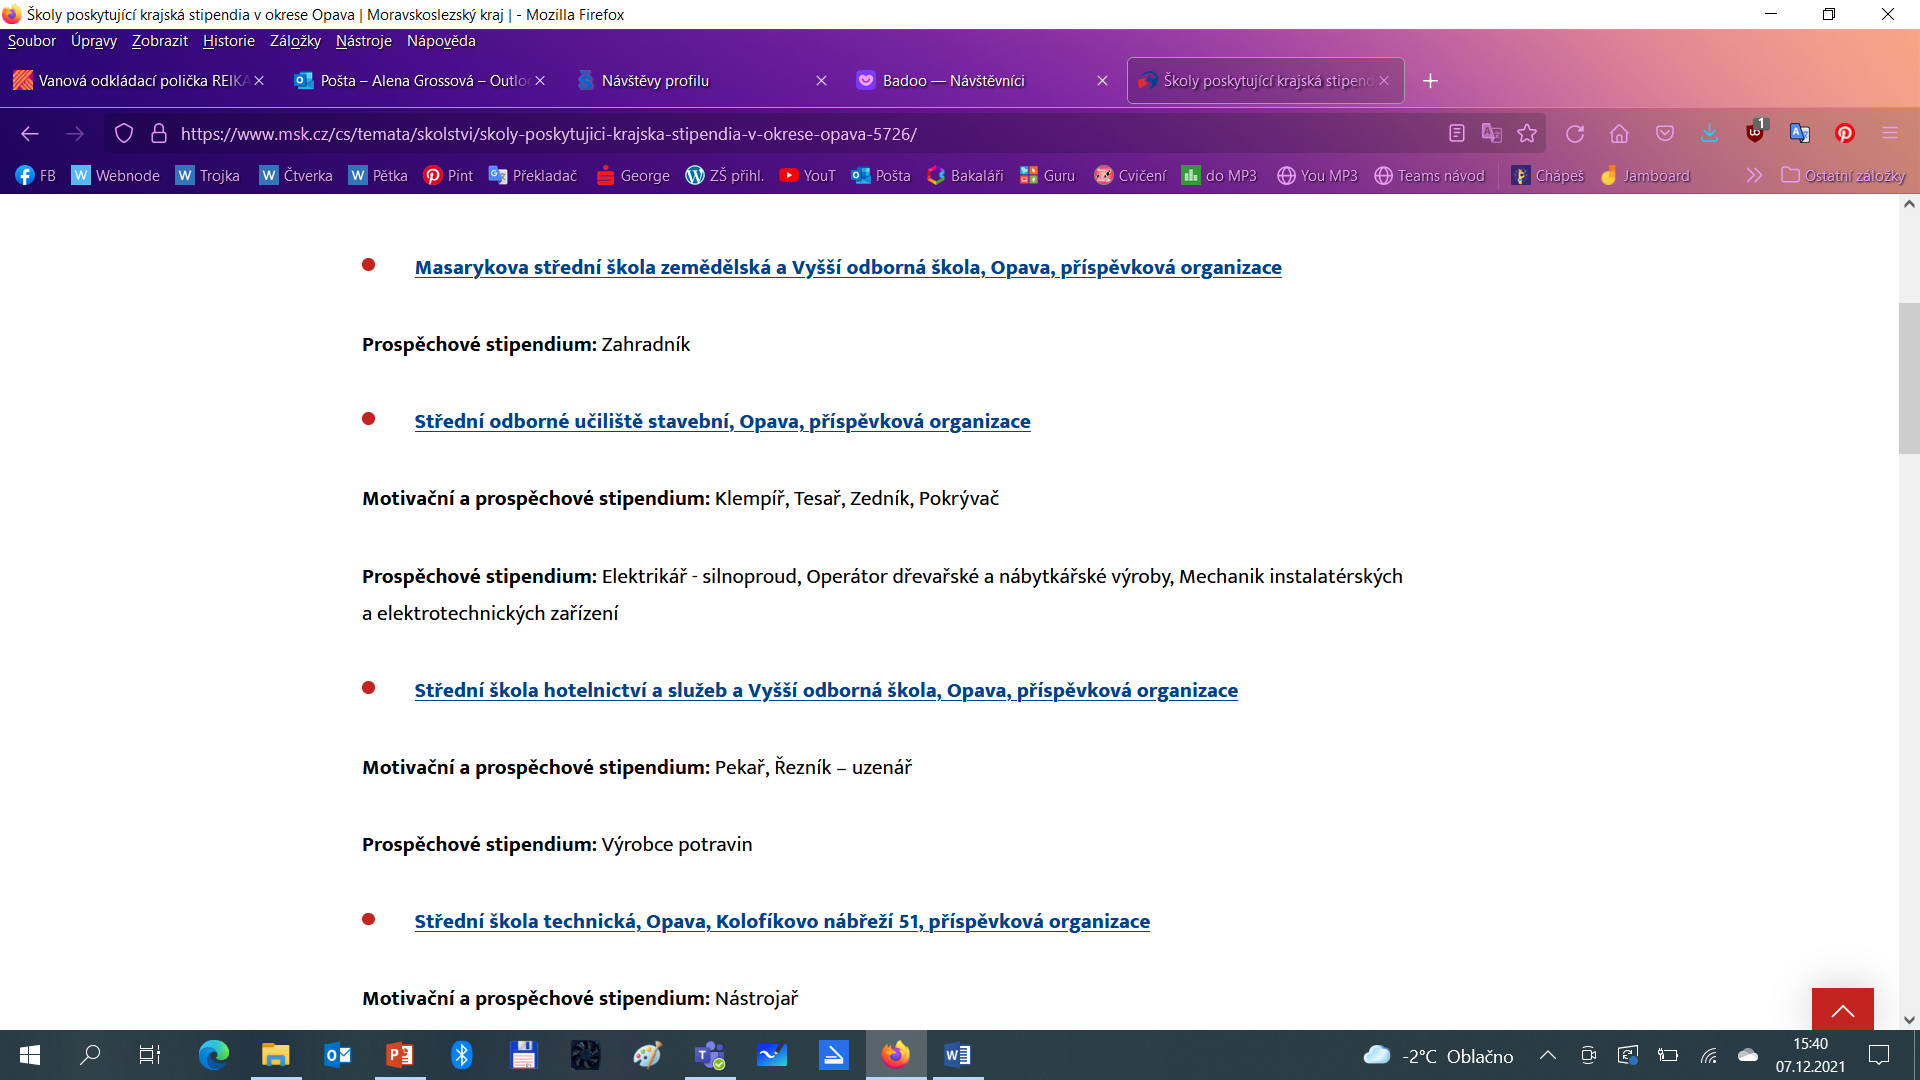 Školy poskytující krajská stipendia v okrese Opava | Moravskoslezský kraj | - Mozilla Firefox
Soubor Úpravy Zobrazit Historie Záložky Nástroje Nápověda
Vanová odkládací polička REIKA Pošta – Alena Grossová – Outlo Návštěvy profilu Badoo — Návštěvníci Školy poskytující krajská stipend
https://www.msk.cz/cs/temata/skolstvi/skoly-poskytujici-krajska-stipendia-v-okrese-opava-5726/ 1
FB Webnode Trojka Čtverka Pětka Pint Překladač George ZŠ přihl. YouT Pošta Bakaláři Guru Cvičení do MP3 You MP3 Teams návod Chápeš Jamboard Ostatní záložky
Masarykova střední škola zemědělská a Vyšší odborná škola, Opava, příspěvková organizace
Prospěchové stipendium: Zahradník
Střední odborné učiliště stavební, Opava, příspěvková organizace
Motivační a prospěchové stipendium: Klempíř, Tesař, Zedník, Pokrývač
Prospěchové stipendium: Elektrikář - silnoproud, Operátor dřevařské a nábytkářské výroby, Mechanik instalatérských
a elektrotechnických zařízení
Střední škola hotelnictví a služeb a Vyšší odborná škola, Opava, příspěvková organizace
Motivační a prospěchové stipendium: Pekař, Řezník – uzenář
Prospěchové stipendium: Výrobce potravin
Střední škola technická, Opava, Kolofíkovo nábřeží 51, příspěvková organizace
Motivační a prospěchové stipendium: Nástrojař
-2°C Oblačno
15:40
07.12.2021